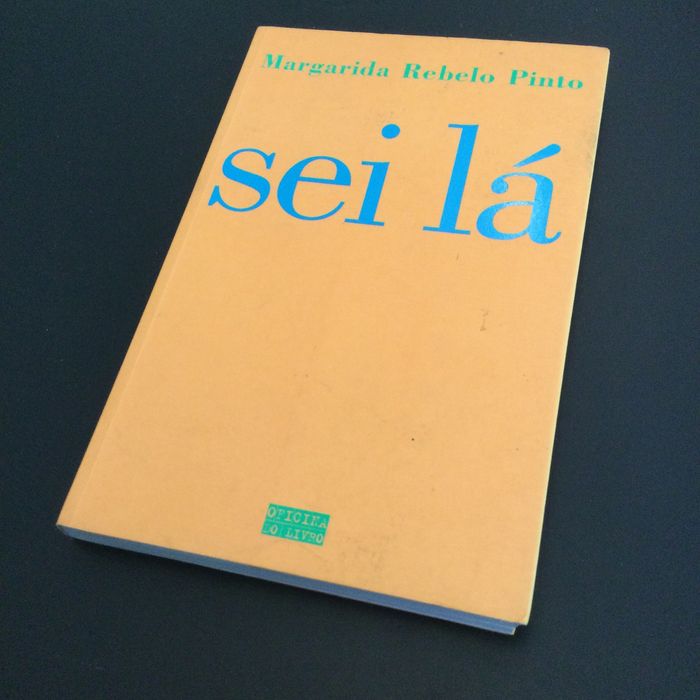 Margarida Rebelo Pinto
sei lá
OFICINA
DO LIVRO